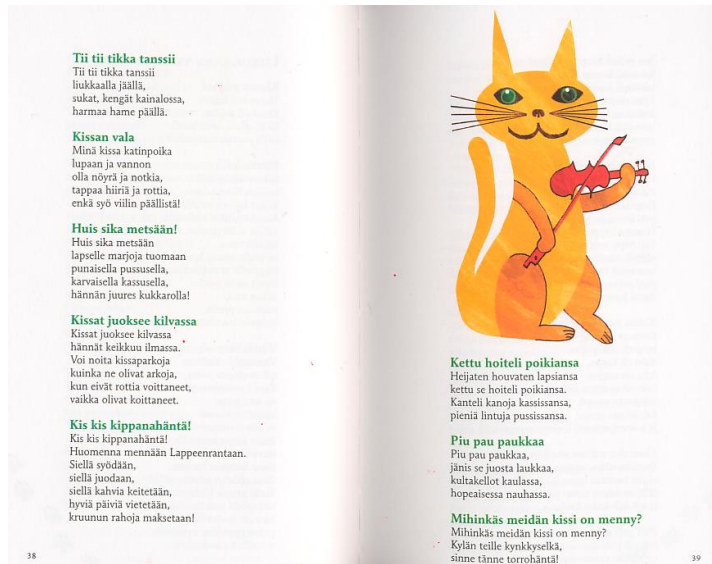 Tii tii tikka tanssii
Tii tii tikka tanssii
liukkaalla jäällä,
sukat, kengät kainalossa,
harmaa hame päällä.
Kissan vala
Minä kissa katinpoika
lupaan ja vannon
olla nöyrä ja notkia,
tappaa hiiriä ja rottia,
enkä syö viilin päällistä!
Huis sika metsään!
Huis sika metsään
lapselle marjoja tuomaan
punaisella pussusella,
karvaisella kassusella,
hännän juures kukkarolla!
Kissat juoksee kilvassa
Kissat juoksee kilvassa
hännät keikkuu ilmassa.
Voi noita kissaparkoja
kuinka ne olivat arkoja,
kun eivät rottia voittaneet,
vaikka olivat koittaneet.
Kis kis kippanahäntä!
Kis kis kippanahäntä!
Huomenna mennään Lappeenrantaan.
Siellä syödään,
siellä juodaan,
siellä kahvia keitetään,
hyviä päiviä vietetään,
kruunun rahoja maksetaan!
38
Kettu hoiteli poikiansa
Heijaten houvaten lapsiansa
kettu se hoiteli poikiansa.
Kanteli kanoja kassissansa,
pieniä lintuja pussissansa.
Piu pau paukkaa
Piu pau paukkaa,
jänis se juosta laukkaa,
kultakellot kaulassa,
hopeaisessa nauhassa.
Mihinkäs meidän kissi on menny?
Mihinkäs meidän kissi on menny?
Kylän teille kynkkyselkä,
sinne tänne torrohäntä!
39